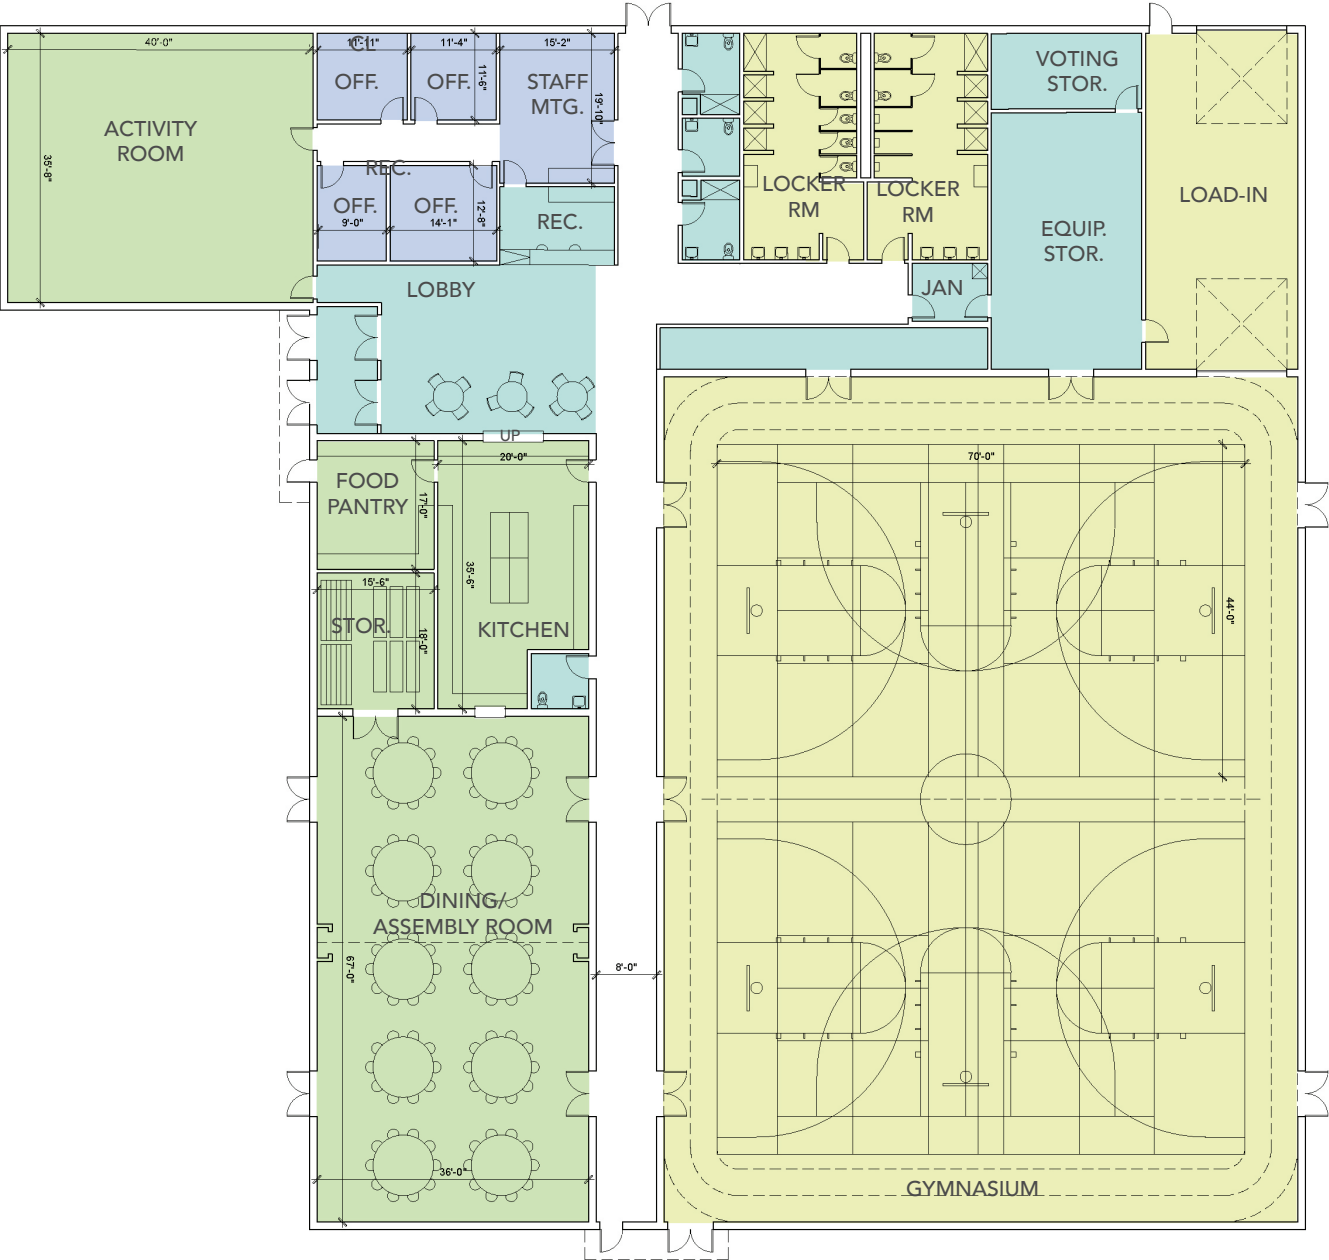 40'-0"
CL
11'-11"
11'-4"
15'-2"
OFF.
OFF.
11'-6"
STAFF
MTG.
19'-10"
VOTING
STOR.
ACTIVITY
ROOM
35'-8"
REC.
LOCKER
RM
LOCKER
RM
LOAD-IN
OFF.
9'-0"
OFF.
14'-1"
12'-8"
REC.
EQUIP.
STOR.
LOBBY
JAN
UP
20'-0"
70'-0"
FOOD
PANTRY
17'-0"
35'-6"
15'-6"
STOR.
18'-0"
KITCHEN
44'-0"
DINING/
ASSEMBLY ROOM
67'-0"
8'-0"
36'-0"
GYMNASIUM